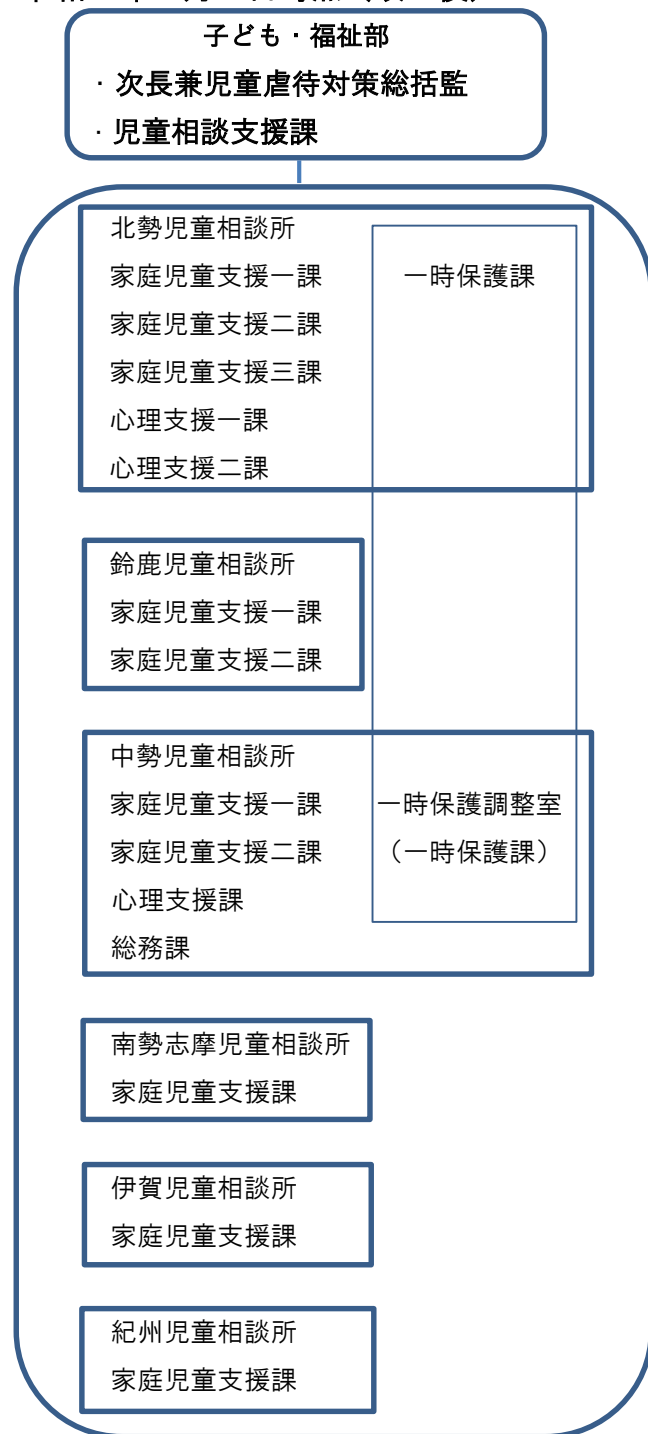 子ども・福祉部
・次長兼児童虐待対策総括監
・児童相談支援課
北勢児童相談所
家庭児童支援一課 一時保護課
家庭児童支援二課
家庭児童支援三課
心理支援一課
心理支援二課
鈴鹿児童相談所
家庭児童支援一課
家庭児童支援二課
中勢児童相談所
家庭児童支援一課 一時保護調整室
家庭児童支援二課 （一時保護課）
心理支援課
総務課
南勢志摩児童相談所
家庭児童支援課
伊賀児童相談所
家庭児童支援課
紀州児童相談所
家庭児童支援課